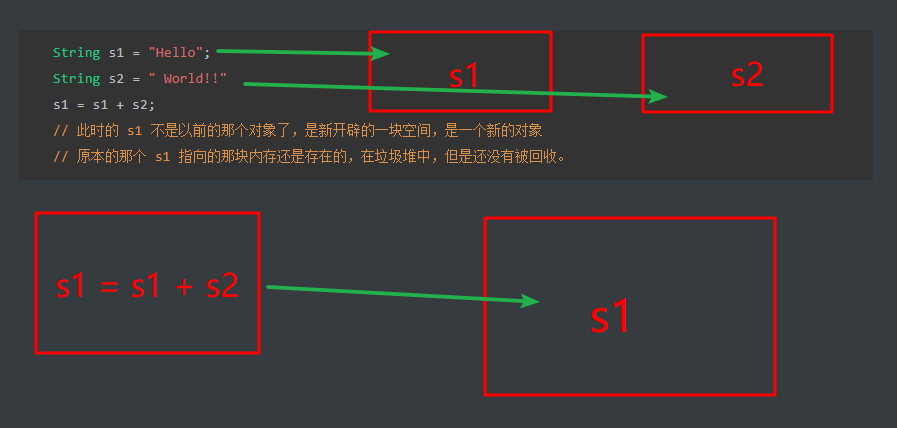 String s1 = "Hello";
String s2 = " World!!"
s1 = s1 + s2;
// 此时的 s1 不是以前的那个对象了，是新开辟的一块空间，是一个新的对象
// 原本的那个 s1 指向的那块内存还是存在的，在垃圾堆中，但是还没有被回收。
s1
s2
s1 = s1 + s2
s1